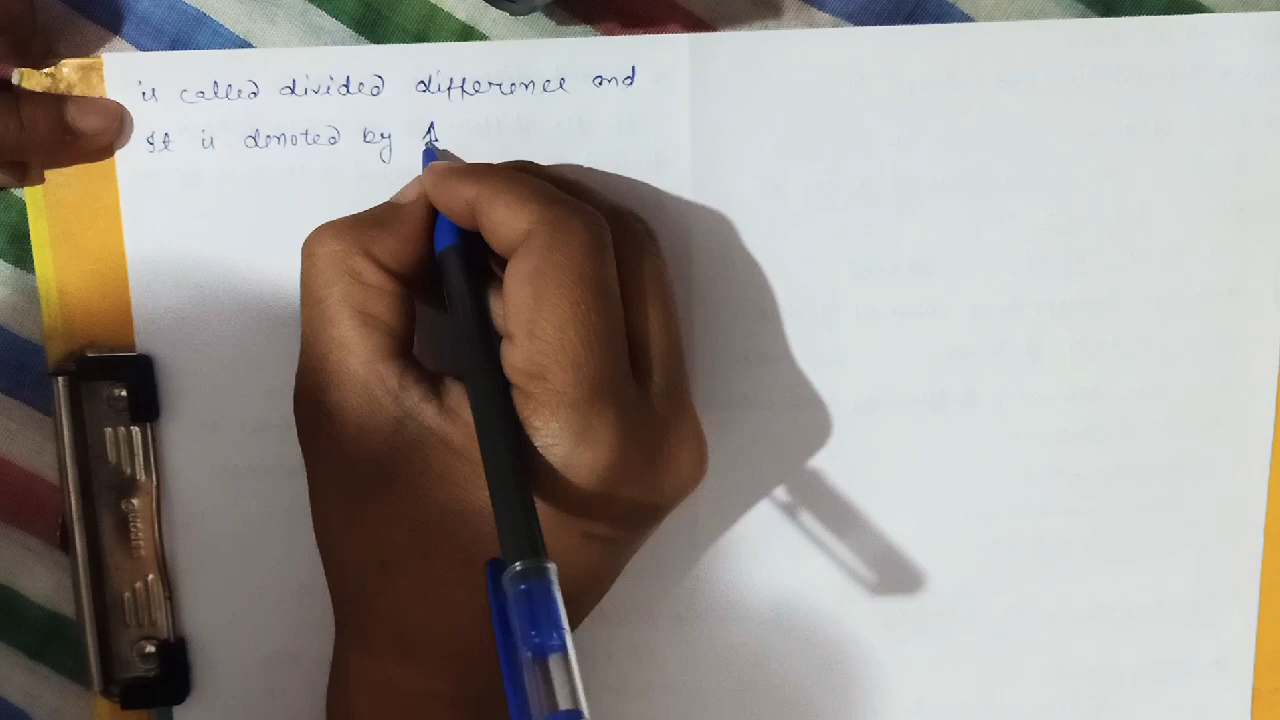 is called divided difference and
It is denoted by